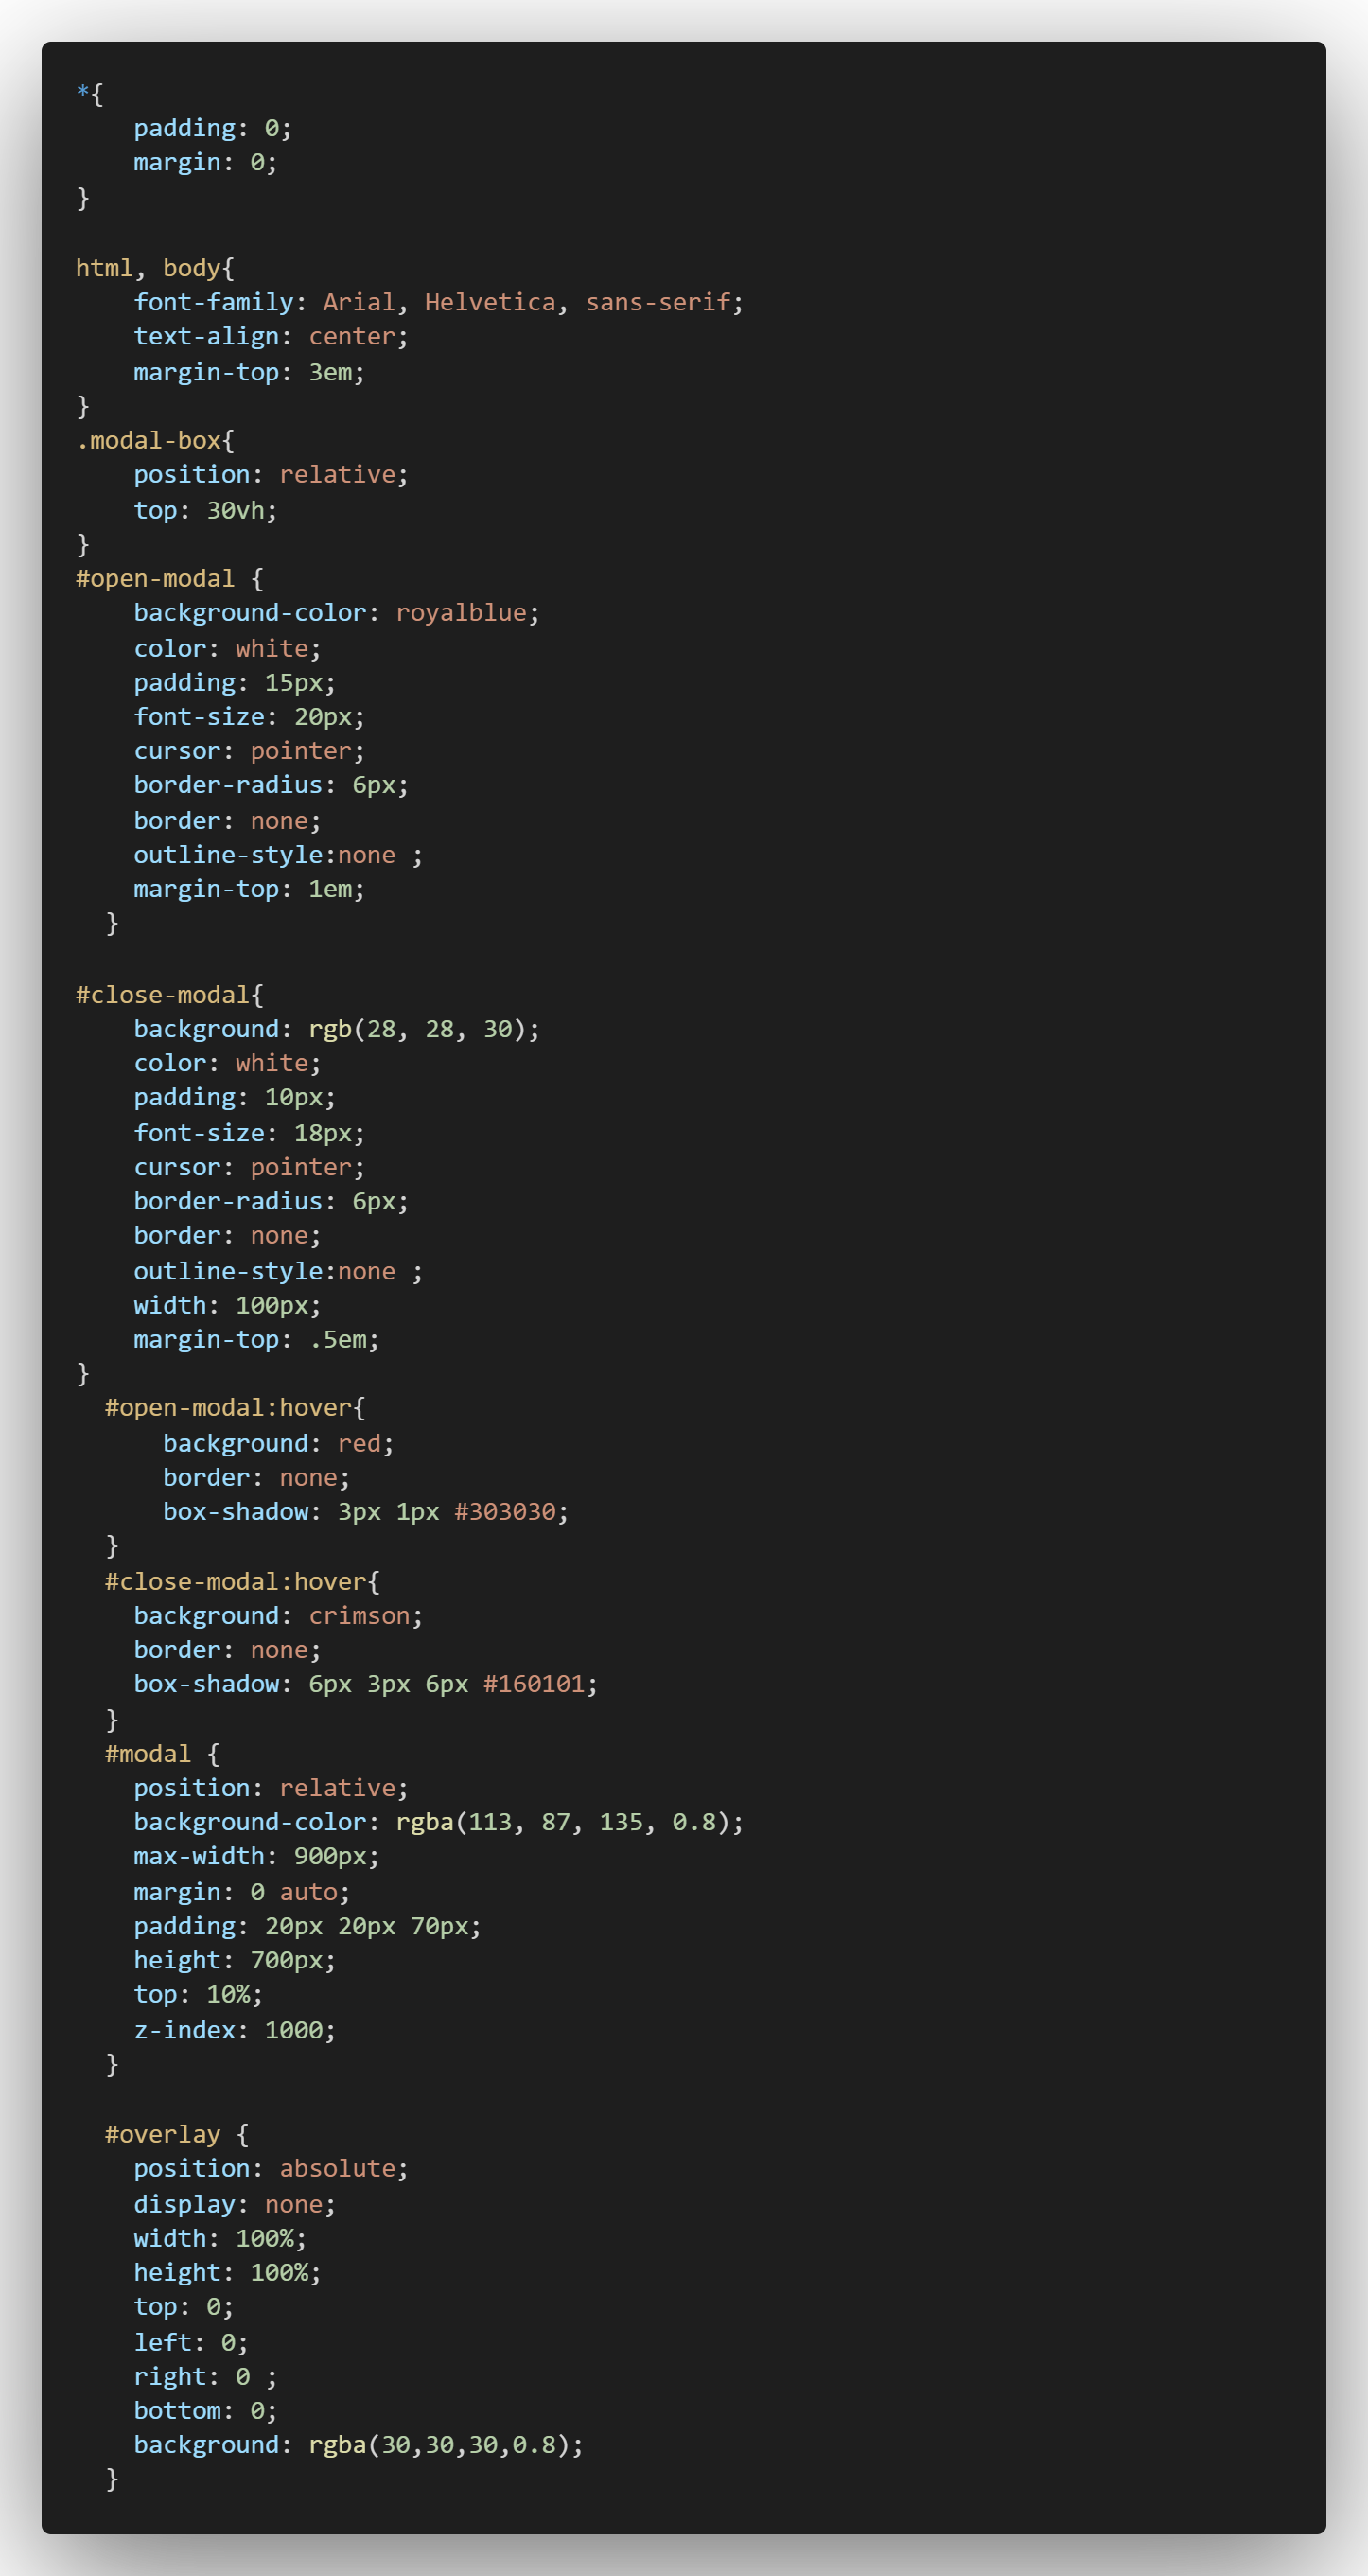 *{
    padding: 0;
    margin: 0;
}

html, body{
    font-family: Arial, Helvetica, sans-serif;
    text-align: center;
    margin-top: 3em;
}
.modal-box{
    position: relative;
    top: 30vh;
}
#open-modal {
    background-color: royalblue;
    color: white;
    padding: 15px;
    font-size: 20px;
    cursor: pointer;
    border-radius: 6px;
    border: none;
    outline-style:none ;
    margin-top: 1em;
  }

#close-modal{
    background: rgb(28, 28, 30);
    color: white;
    padding: 10px;
    font-size: 18px;
    cursor: pointer;
    border-radius: 6px;
    border: none;
    outline-style:none ;
    width: 100px;
    margin-top: .5em;
}
  #open-modal:hover{
      background: red;
      border: none;
      box-shadow: 3px 1px #303030;
  }
  #close-modal:hover{
    background: crimson;
    border: none;
    box-shadow: 6px 3px 6px #160101;
  }
  #modal {
    position: relative;
    background-color: rgba(113, 87, 135, 0.8);
    max-width: 900px;
    margin: 0 auto;
    padding: 20px 20px 70px;
    height: 700px;
    top: 10%;
    z-index: 1000;
  }

  #overlay {
    position: absolute;
    display: none;
    width: 100%;
    height: 100%;
    top: 0;
    left: 0;
    right: 0 ;
    bottom: 0;
    background: rgba(30,30,30,0.8);
  }